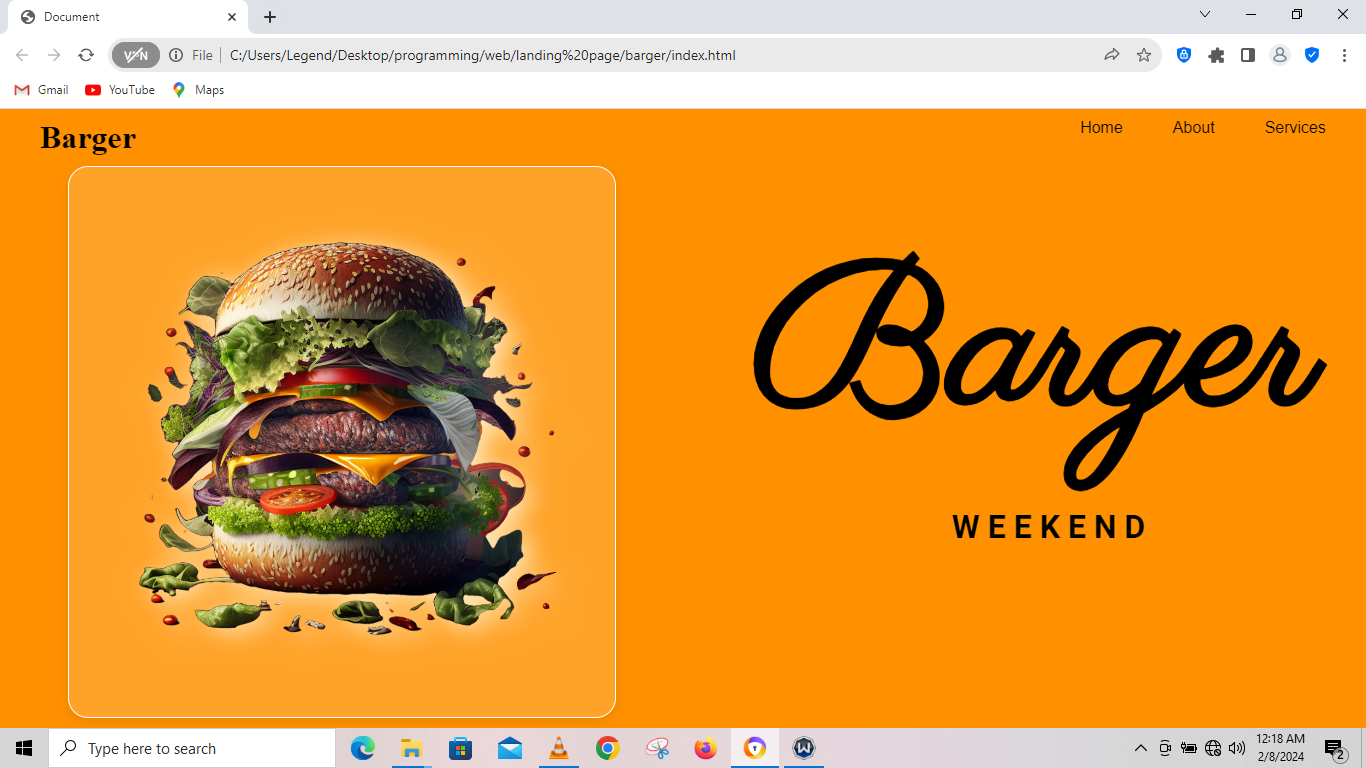 Document
VPN
File
C:/Users/Legend/Desktop/programming/web/landing%20page/barger/index.html
Gmail
YouTube
Maps
Barger
Home
About
Services
Barger
WEEKEND
Type here to search
12:18 AM
2/8/2024
2